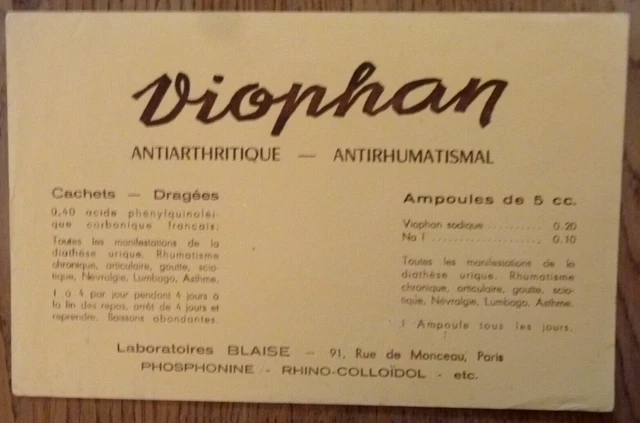 Viophan
ANTIARTHRITIQUE — ANTIRHUMATISMAL
Cachets — Dragées
0,40 acide phénylquinoléi-
que carbonique français.
Toutes les manifestations de la
diathèse urique. Rhumatisme
chronique, articulaire, goutte, scia-
tique, Névralgie, Lumbago, Asthme.
1 à 4 par jour pendant 4 jours à
la fin des repas, arrêt de 4 jours et
reprendre. Boissons abondantes.
Ampoules de 5 cc.
Viophan sodique .......... 0.20
Na I .................... 0.10
Toutes les manifestations de la
diathèse urique. Rhumatisme
chronique, articulaire, goutte, scia-
tique, Névralgie, Lumbago, Asthme.
1 Ampoule tous les jours.
Laboratoires BLAISE — 91, Rue de Monceau, Paris
PHOSPHONINE - RHINO-COLLOÏDOL - etc.